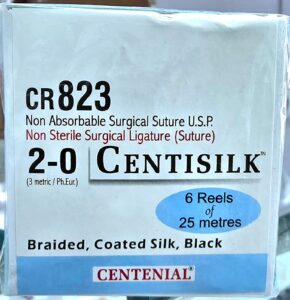 CR823
Non Absorbable Surgical Suture U.S.P.
Non Sterile Surgical Ligature (Suture)
2-0 CENTISILK™
(3 metric / Ph.Eur.)
6 Reels
of
25 metres
Braided, Coated Silk, Black
CENTENIAL®